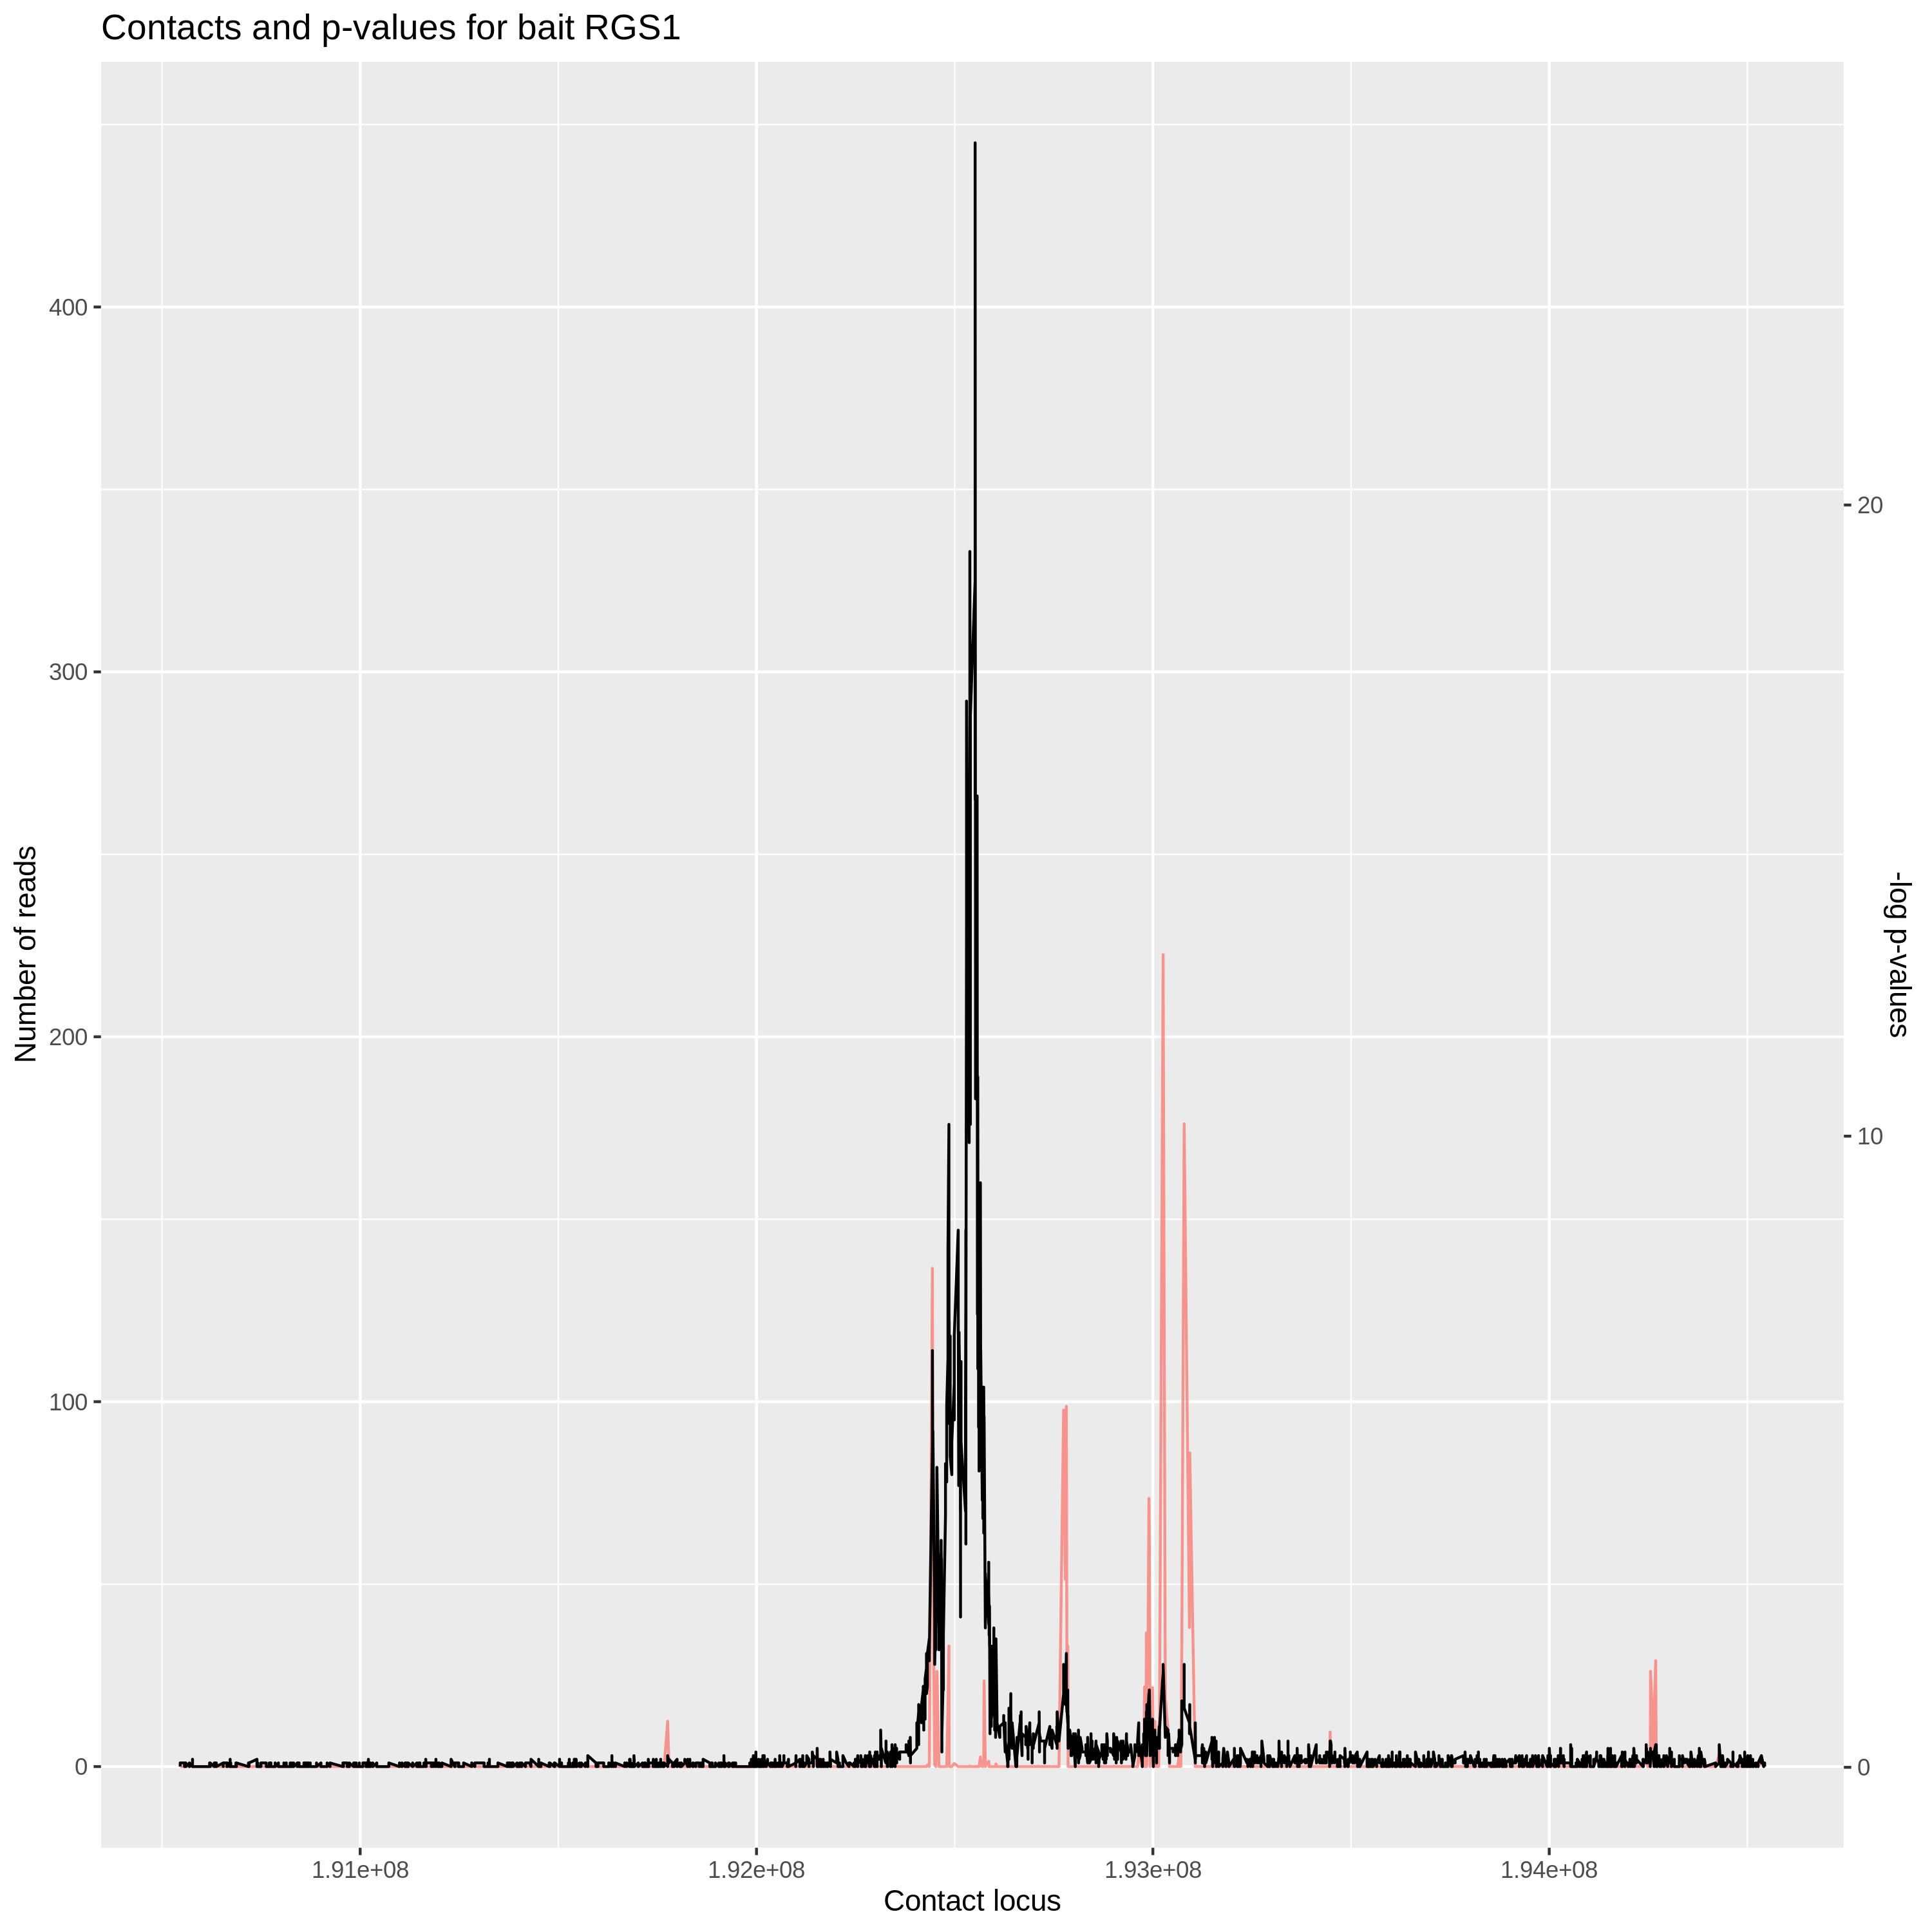 Contacts and p-values for bait RGS1
Number of reads
400
300
200
100
0
20
10
0
-log p-values
1.91e+08
1.92e+08
1.93e+08
1.94e+08
Contact locus